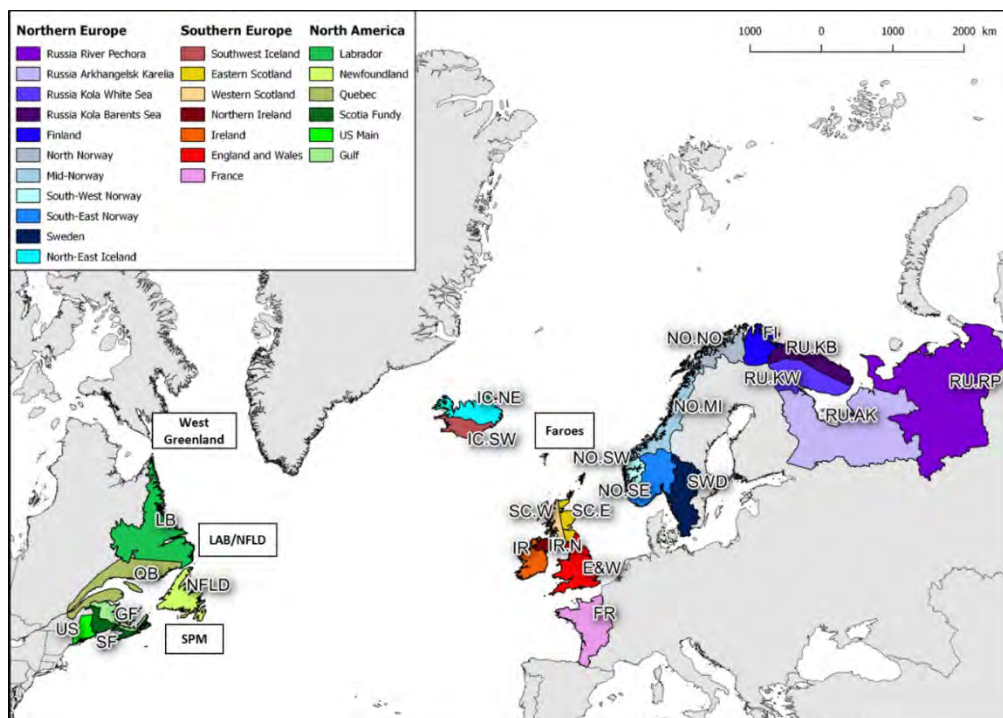 Northern Europe
Russia River Pechora
Russia Arkhangelsk Karelia
Russia Kola White Sea
Russia Kola Barents Sea
Finland
North Norway
Mid-Norway
South-West Norway
South-East Norway
Sweden
North-East Iceland
Southern Europe
Southwest Iceland
Eastern Scotland
Western Scotland
Northern Ireland
Ireland
England and Wales
France
North America
Labrador
Newfoundland
Quebec
Scotia Fundy
US Main
Gulf
1000 0 1000 2000 km
NO.NO
FI
RU.KB
RU.KW
RU.RP
RU.AK
IC.NE
IC.SW
NO.MI
West
Greenland
Faroes
NO.SW
NO.SE
SWD
SC.W
SC.E
LB
LAB/NFLD
IR
IR.N
E&W
QB
NFLD
GF
US
SF
SPM
FR